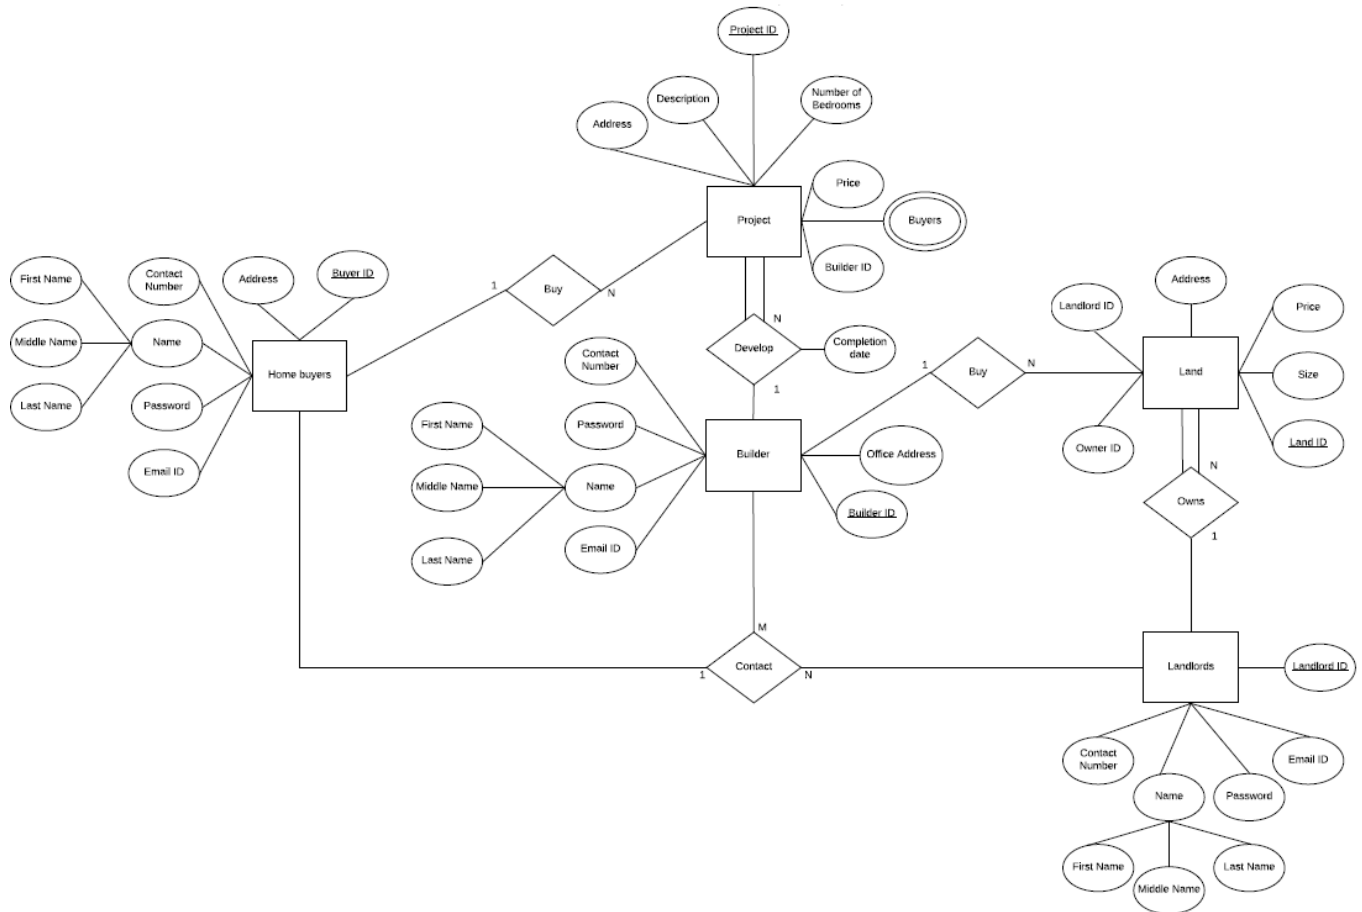 Project ID
Description
Number of
Bedrooms
Address
Price
Project
Buyers
Builder ID
First Name
Contact
Number
Address
Buyer ID
Buy
1
N
Middle Name
Name
Home buyers
Last Name
Password
Email ID
N
Develop
Completion
date
1
Contact
Number
First Name
Password
Builder
Office Address
Middle Name
Name
Builder ID
Last Name
Email ID
1
Buy
N
Landlord ID
Address
Price
Land
Size
Owner ID
Land ID
N
Owns
1
M
Contact
1
N
Landlords
Landlord ID
Contact
Number
Email ID
Name
Password
First Name
Last Name
Middle Name